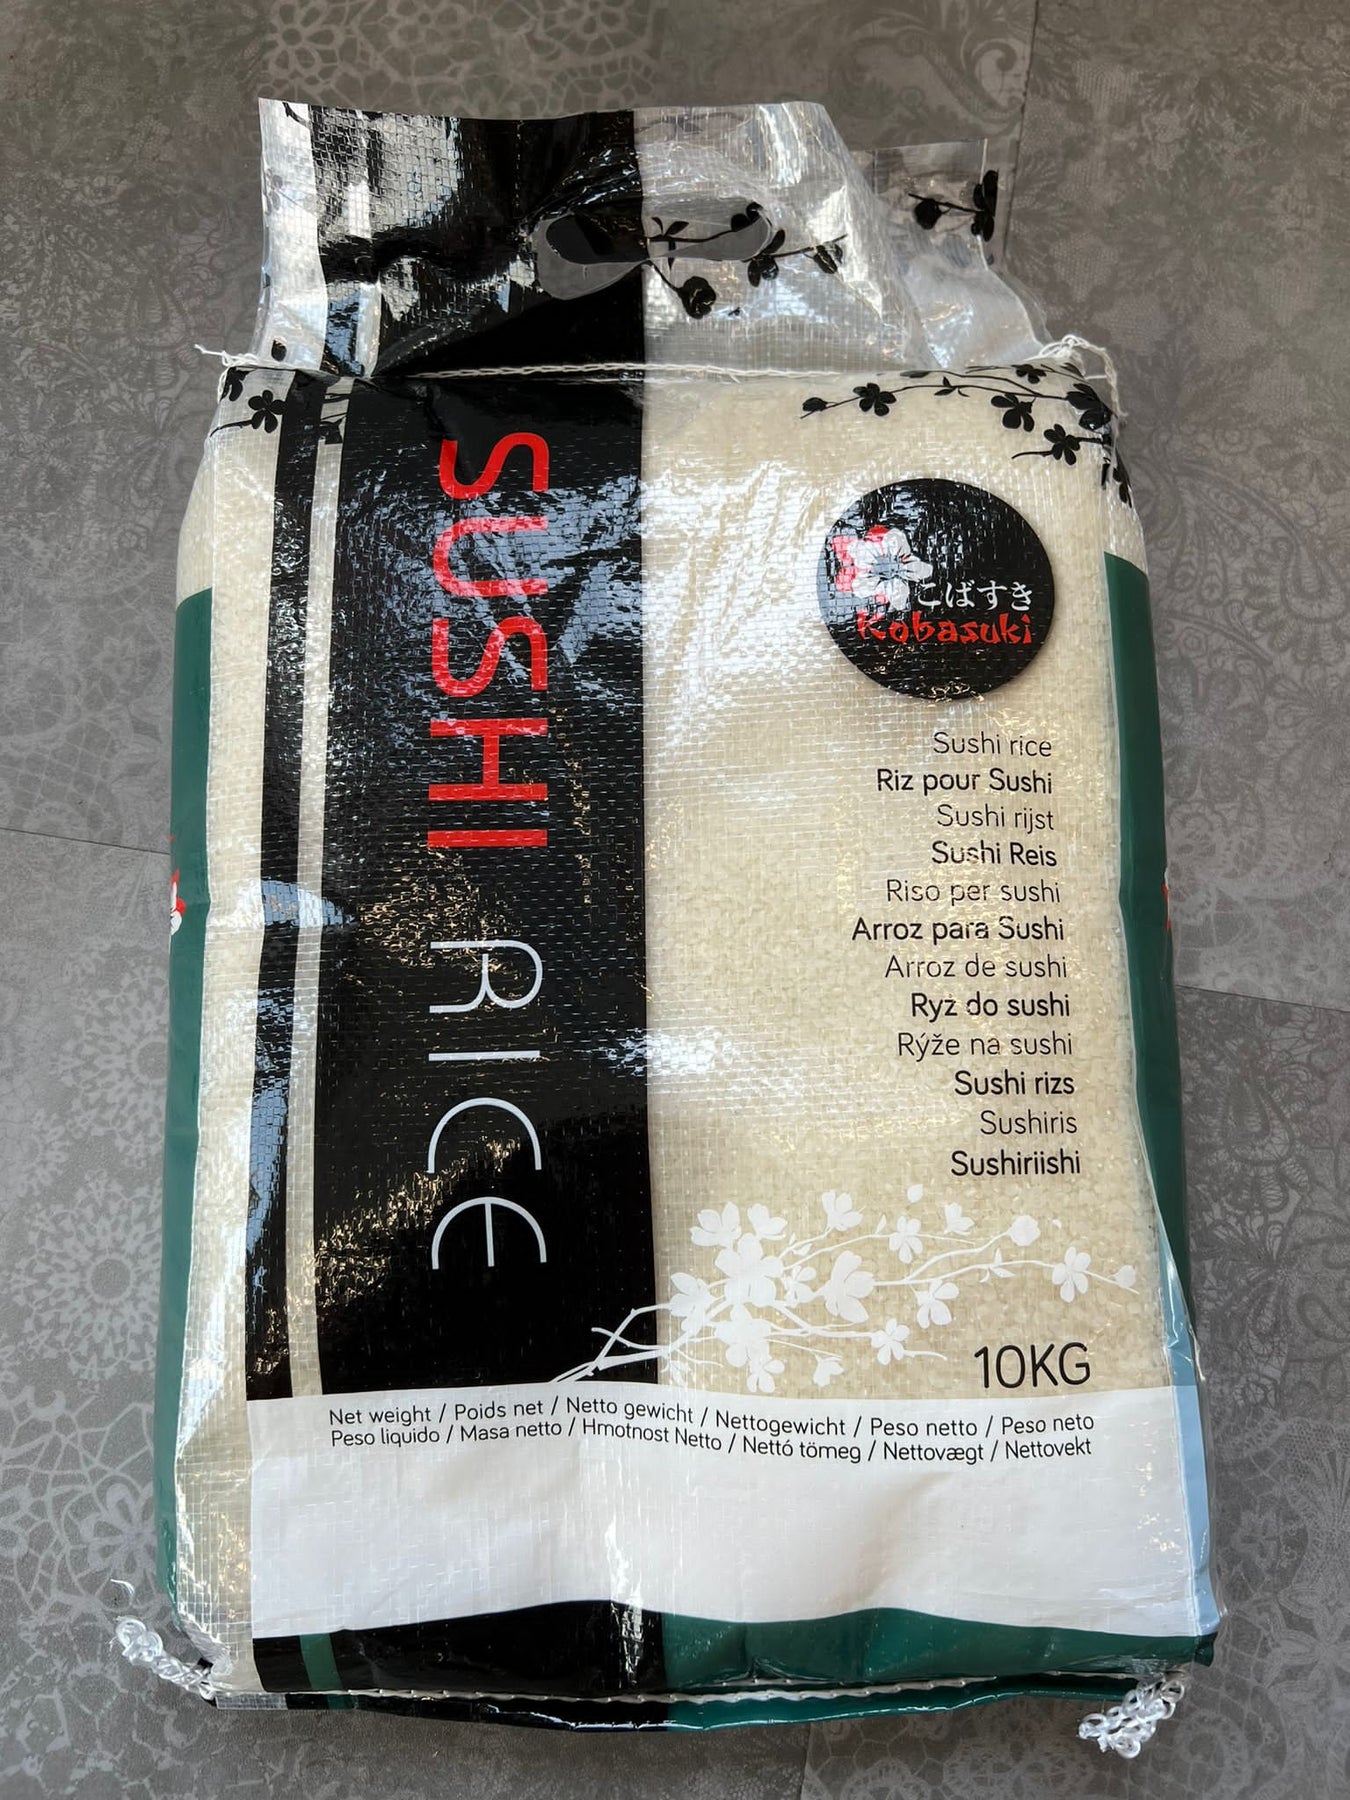 SUSHI RICE
こばすき
Kobasuki
Sushi rice
Riz pour Sushi
Sushi rijst
Sushi Reis
Riso per sushi
Arroz para Sushi
Arroz de sushi
Ryż do sushi
Rýže na sushi
Sushi rizs
Sushiris
Sushiriishi
10KG
Net weight / Poids net / Netto gewicht / Nettogewicht / Peso netto / Peso neto
Peso liquido / Masa netto / Hmotnost Netto / Nettó tömeg / Nettovægt / Nettovekt